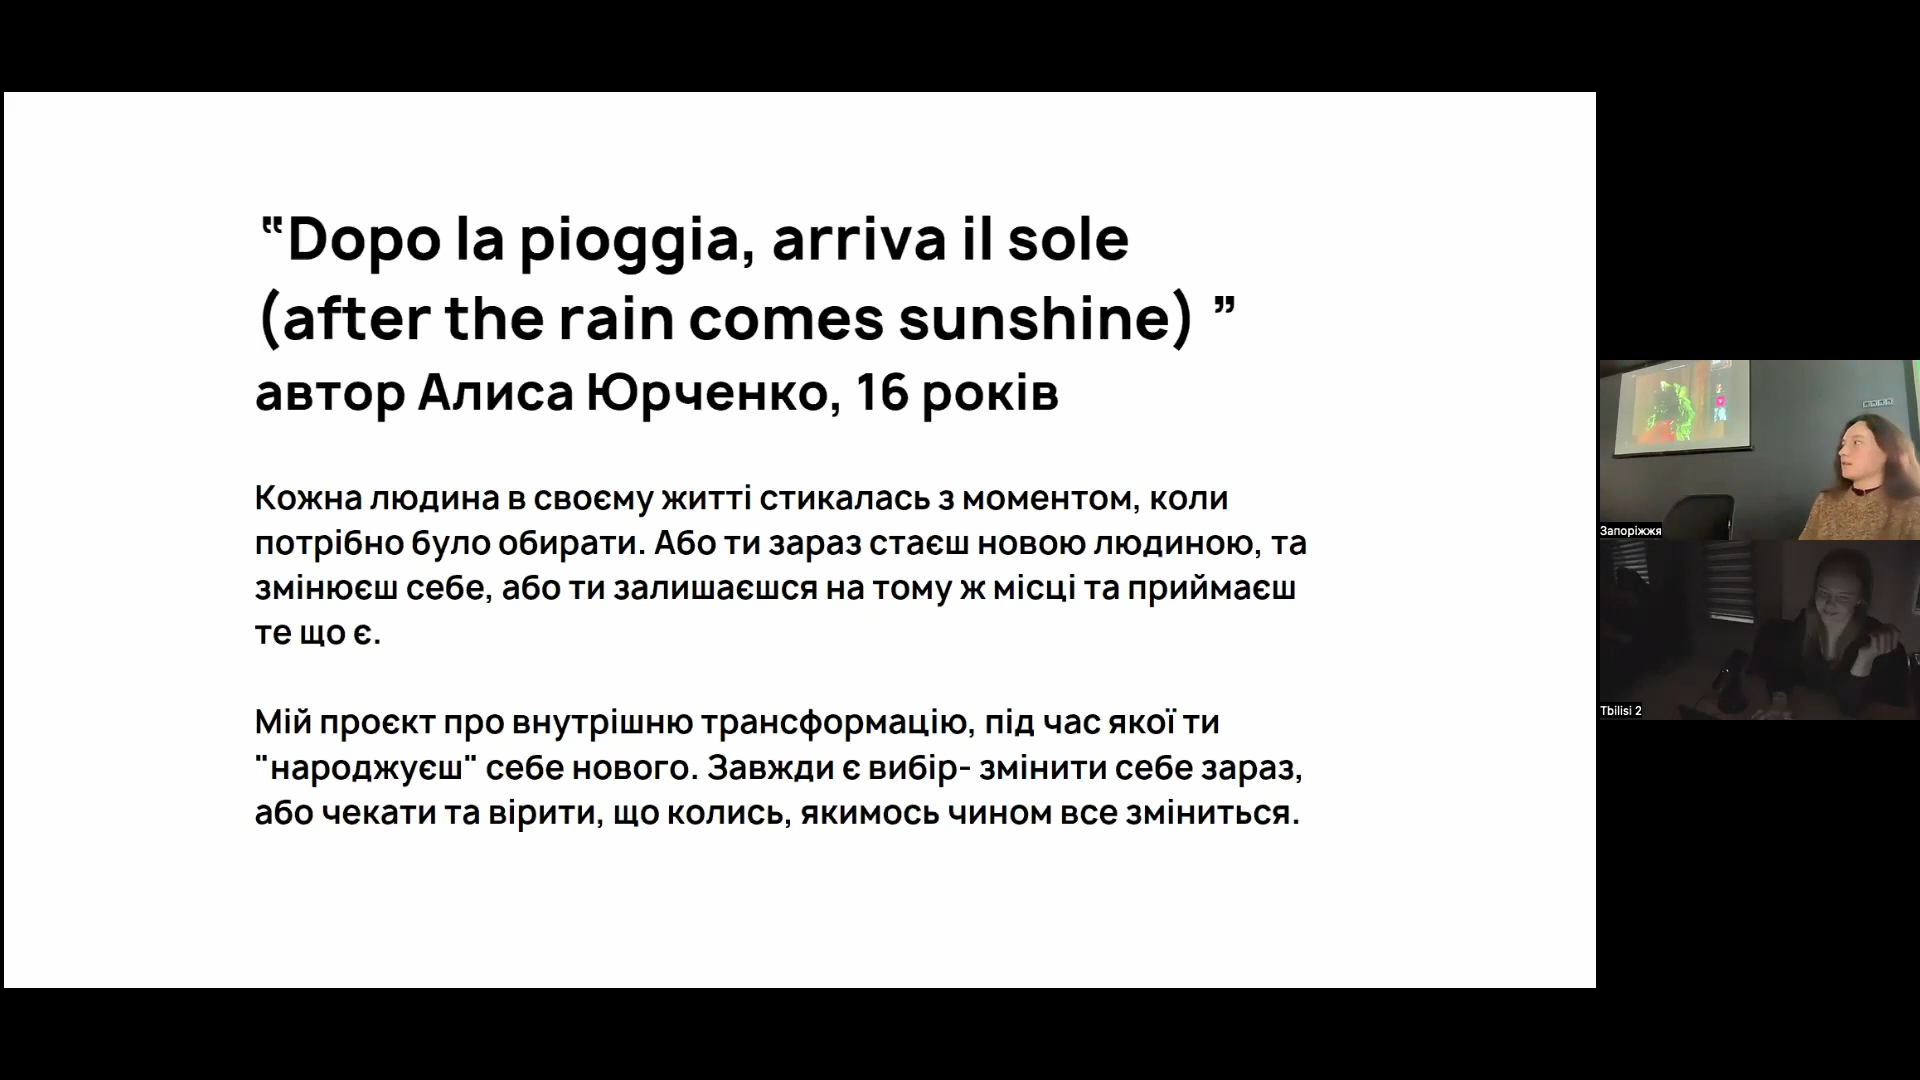 “Dopo la pioggia, arriva il sole
(after the rain comes sunshine) ”
автор Алиса Юрченко, 16 років
Кожна людина в своєму житті стикалась з моментом, коли
потрібно було обирати. Або ти зараз стаєш новою людиною, та
змінюєш себе, або ти залишаєшся на тому ж місці та приймаєш
те що є.
Мій проєкт про внутрішню трансформацію, під час якої ти
"народжуєш" себе нового. Завжди є вибір- змінити себе зараз,
або чекати та вірити, що колись, якимось чином все зміниться.
Запоріжжя
Tbilisi 2